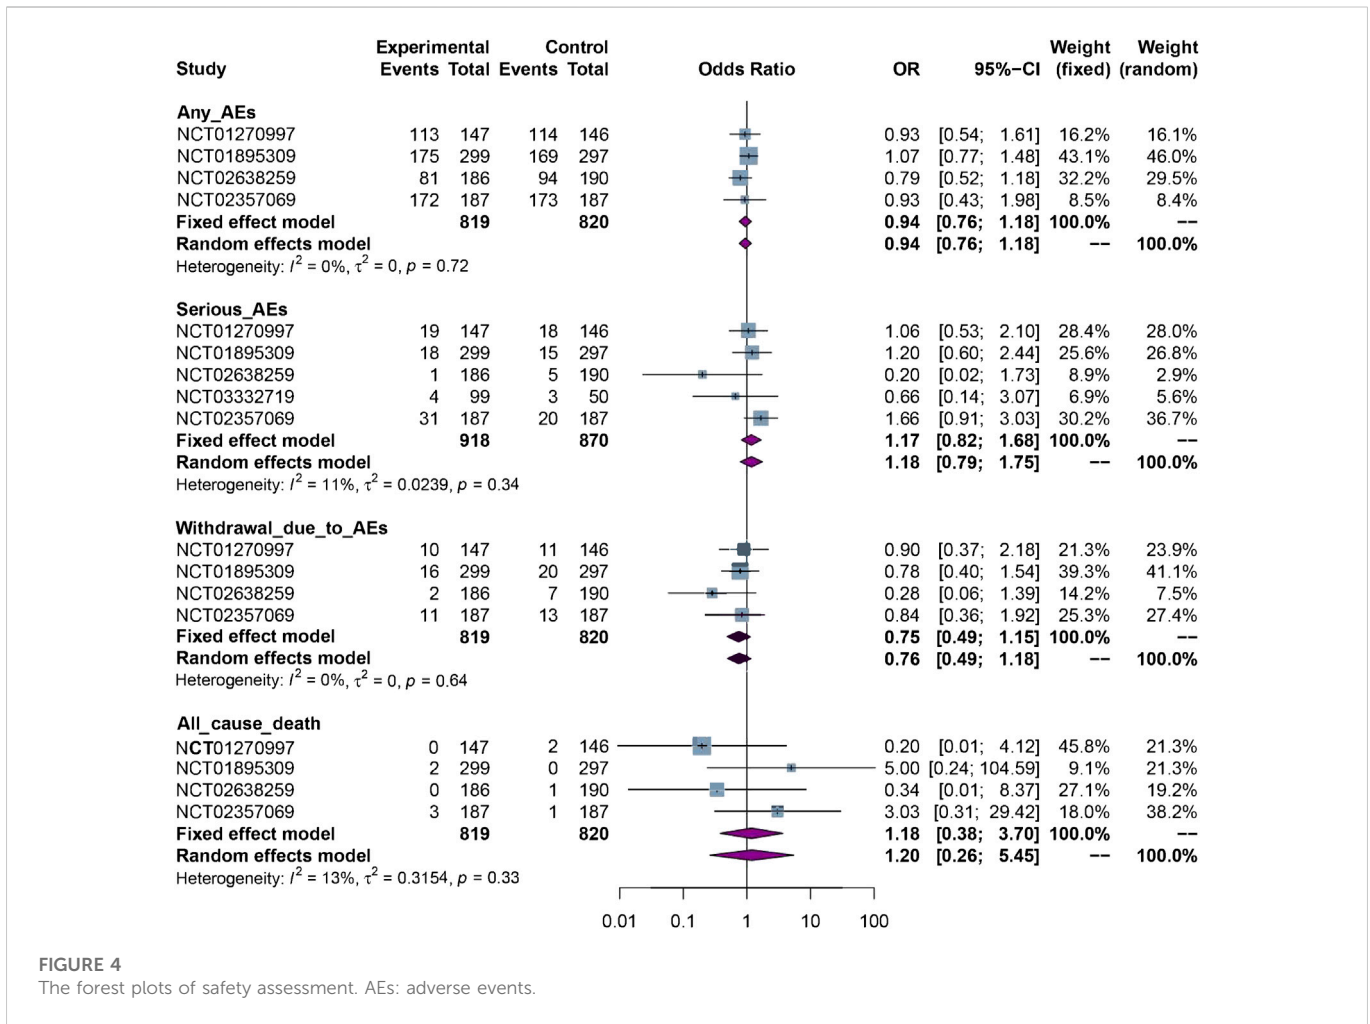 Experimental Control Weight Weight
Study Events Total Events Total Odds Ratio OR 95%−CI (fixed) (random)
Any_AEs
NCT01270997 113 147 114 146 0.93 [0.54; 1.61] 16.2% 16.1%
NCT01895309 175 299 169 297 1.07 [0.77; 1.48] 43.1% 46.0%
NCT02638259 81 186 94 190 0.79 [0.52; 1.18] 32.2% 29.5%
NCT02357069 172 187 173 187 0.93 [0.43; 1.98] 8.5% 8.4%
Fixed effect model 819 820 0.94 [0.76; 1.18] 100.0% −−
Random effects model 0.94 [0.76; 1.18] −− 100.0%
Heterogeneity: I² = 0%, τ² = 0, p = 0.72
Serious_AEs
NCT01270997 19 147 18 146 1.06 [0.53; 2.10] 28.4% 28.0%
NCT01895309 18 299 15 297 1.20 [0.60; 2.44] 25.6% 26.8%
NCT02638259 1 186 5 190 0.20 [0.02; 1.73] 8.9% 2.9%
NCT03332719 4 99 3 50 0.66 [0.14; 3.07] 6.9% 5.6%
NCT02357069 31 187 20 187 1.66 [0.91; 3.03] 30.2% 36.7%
Fixed effect model 918 870 1.17 [0.82; 1.68] 100.0% −−
Random effects model 1.18 [0.79; 1.75] −− 100.0%
Heterogeneity: I² = 11%, τ² = 0.0239, p = 0.34
Withdrawal_due_to_AEs
NCT01270997 10 147 11 146 0.90 [0.37; 2.18] 21.3% 23.9%
NCT01895309 16 299 20 297 0.78 [0.40; 1.54] 39.3% 41.1%
NCT02638259 2 186 7 190 0.28 [0.06; 1.39] 14.2% 7.5%
NCT02357069 11 187 13 187 0.84 [0.36; 1.92] 25.3% 27.4%
Fixed effect model 819 820 0.75 [0.49; 1.15] 100.0% −−
Random effects model 0.76 [0.49; 1.18] −− 100.0%
Heterogeneity: I² = 0%, τ² = 0, p = 0.64
All_cause_death
NCT01270997 0 147 2 146 0.20 [0.01; 4.12] 45.8% 21.3%
NCT01895309 2 299 0 297 5.00 [0.24; 104.59] 9.1% 21.3%
NCT02638259 0 186 1 190 0.34 [0.01; 8.37] 27.1% 19.2%
NCT02357069 3 187 1 187 3.03 [0.31; 29.42] 18.0% 38.2%
Fixed effect model 819 820 1.18 [0.38; 3.70] 100.0% −−
Random effects model 1.20 [0.26; 5.45] −− 100.0%
Heterogeneity: I² = 13%, τ² = 0.3154, p = 0.33
0.01 0.1 1 10 100
FIGURE 4
The forest plots of safety assessment. AEs: adverse events.